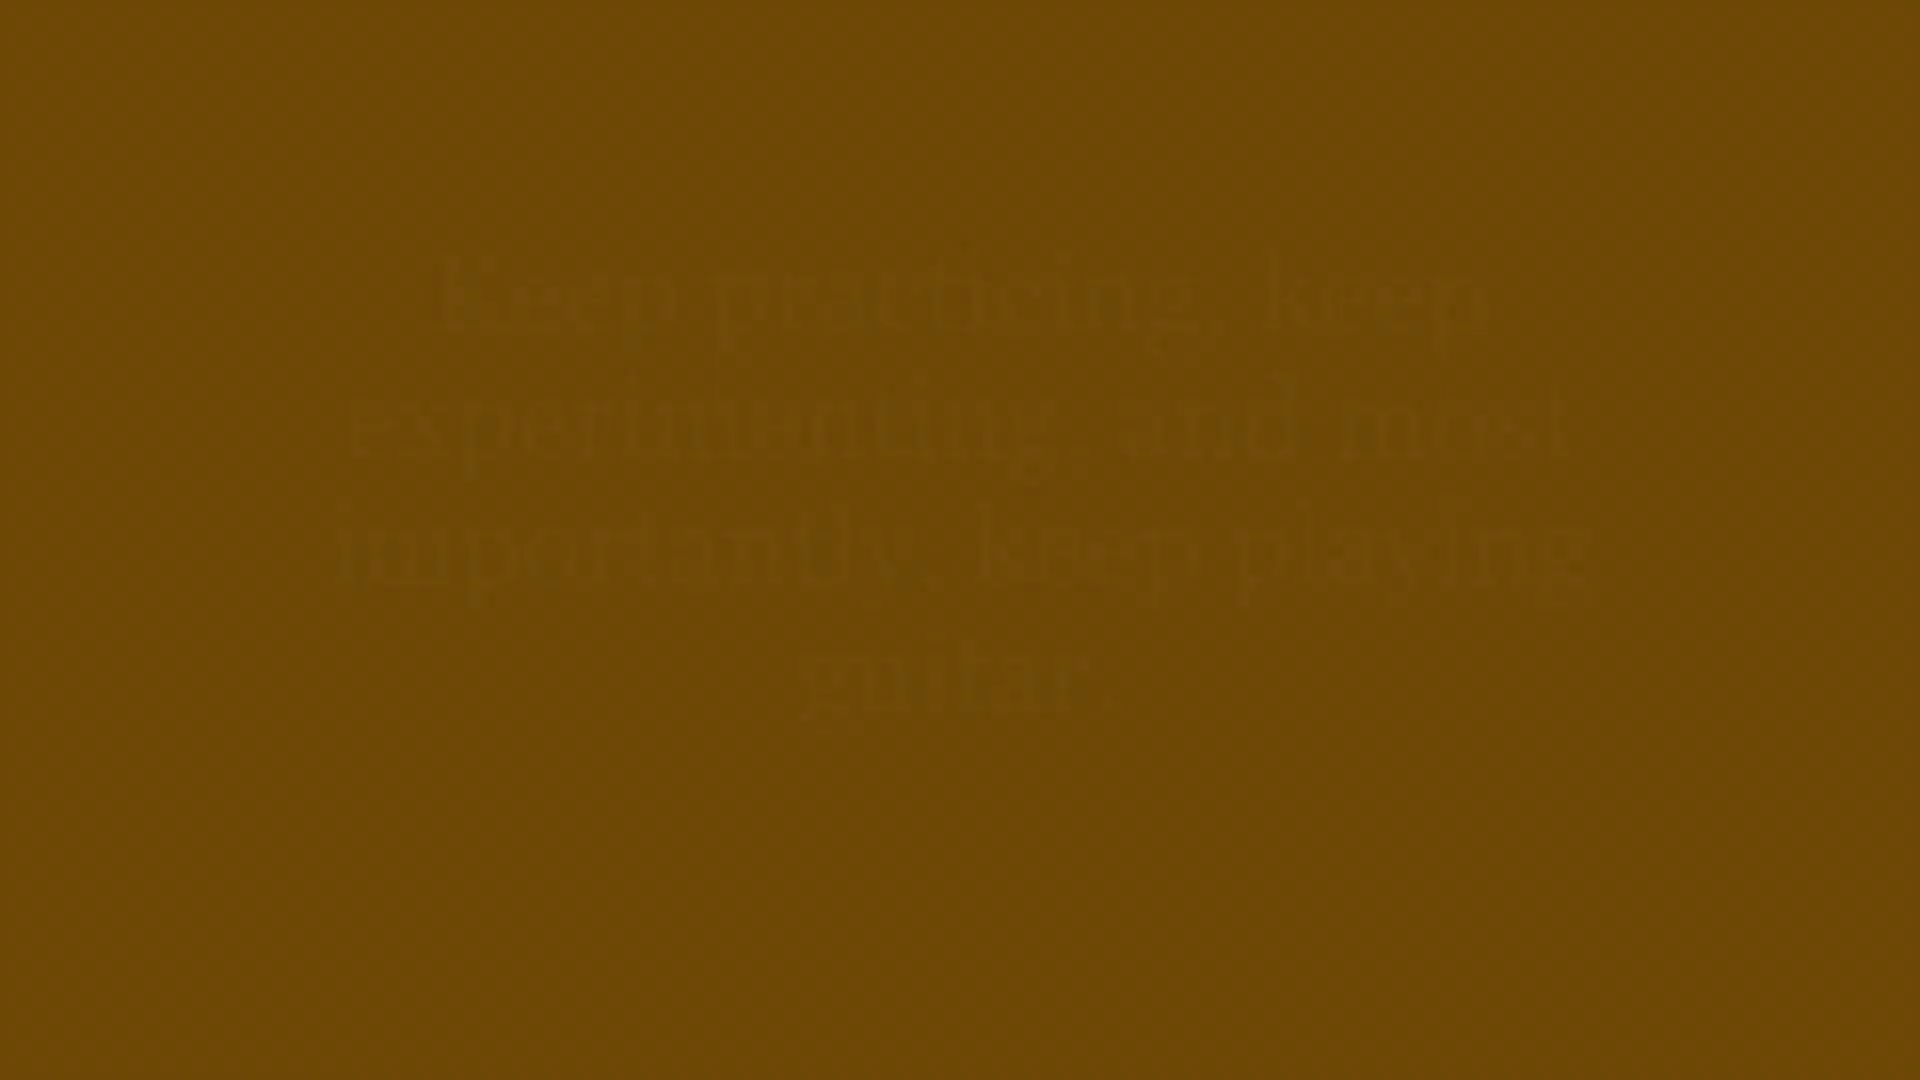 Keep practicing, keep
experimenting, and most
importantly, keep playing
guitar.